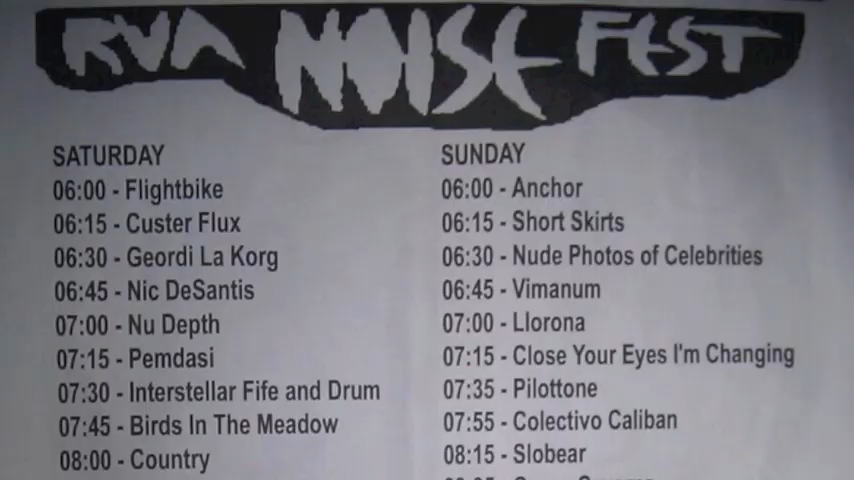 RVA NOISE FEST
SATURDAY
06:00 - Flightbike
06:15 - Custer Flux
06:30 - Geordi La Korg
06:45 - Nic DeSantis
07:00 - Nu Depth
07:15 - Pemdasi
07:30 - Interstellar Fife and Drum
07:45 - Birds In The Meadow
08:00 - Country
SUNDAY
06:00 - Anchor
06:15 - Short Skirts
06:30 - Nude Photos of Celebrities
06:45 - Vimanum
07:00 - Llorona
07:15 - Close Your Eyes I'm Changing
07:35 - Pilottone
07:55 - Colectivo Caliban
08:15 - Slobear